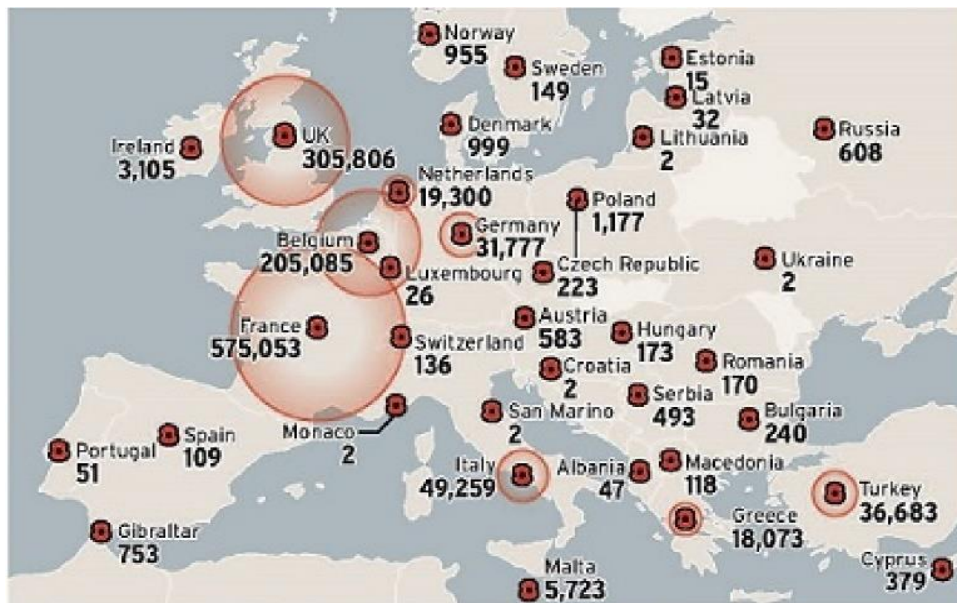 Norway
955
Sweden
149
Estonia
15
Latvia
32
Lithuania
2
Russia
608
Ireland
3,105
UK
305,806
Denmark
999
Netherlands
19,300
Poland
1,177
Belgium
205,085
Germany
31,777
Luxembourg
26
Czech Republic
223
Ukraine
2
France
575,053
Switzerland
136
Austria
583
Hungary
173
Croatia
2
Romania
170
Serbia
493
Bulgaria
240
Monaco
2
San Marino
2
Portugal
51
Spain
109
Italy
49,259
Albania
47
Macedonia
118
Turkey
36,683
Greece
18,073
Gibraltar
753
Malta
5,723
Cyprus
379